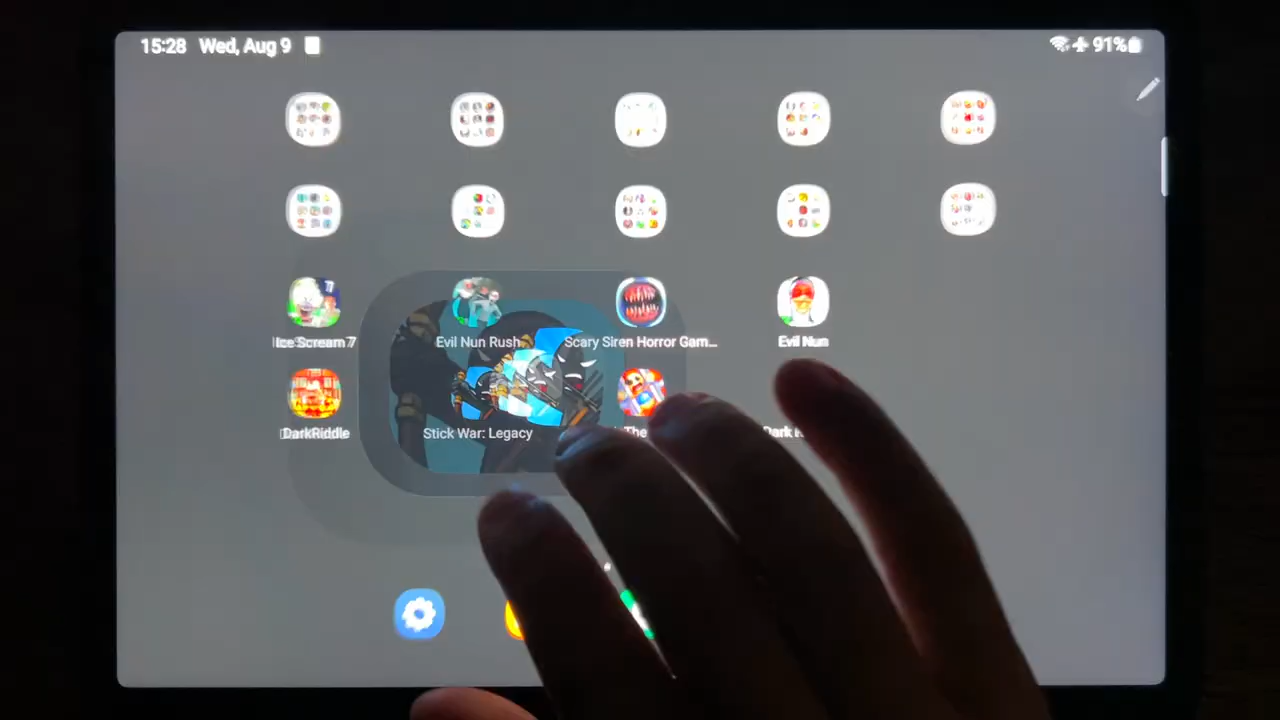 15:28 Wed, Aug 9 91%
Ice Scream 7 Evil Nun Rush Scary Siren Horror Gam... Evil Nun
DarkRiddle Stick War: Legacy The